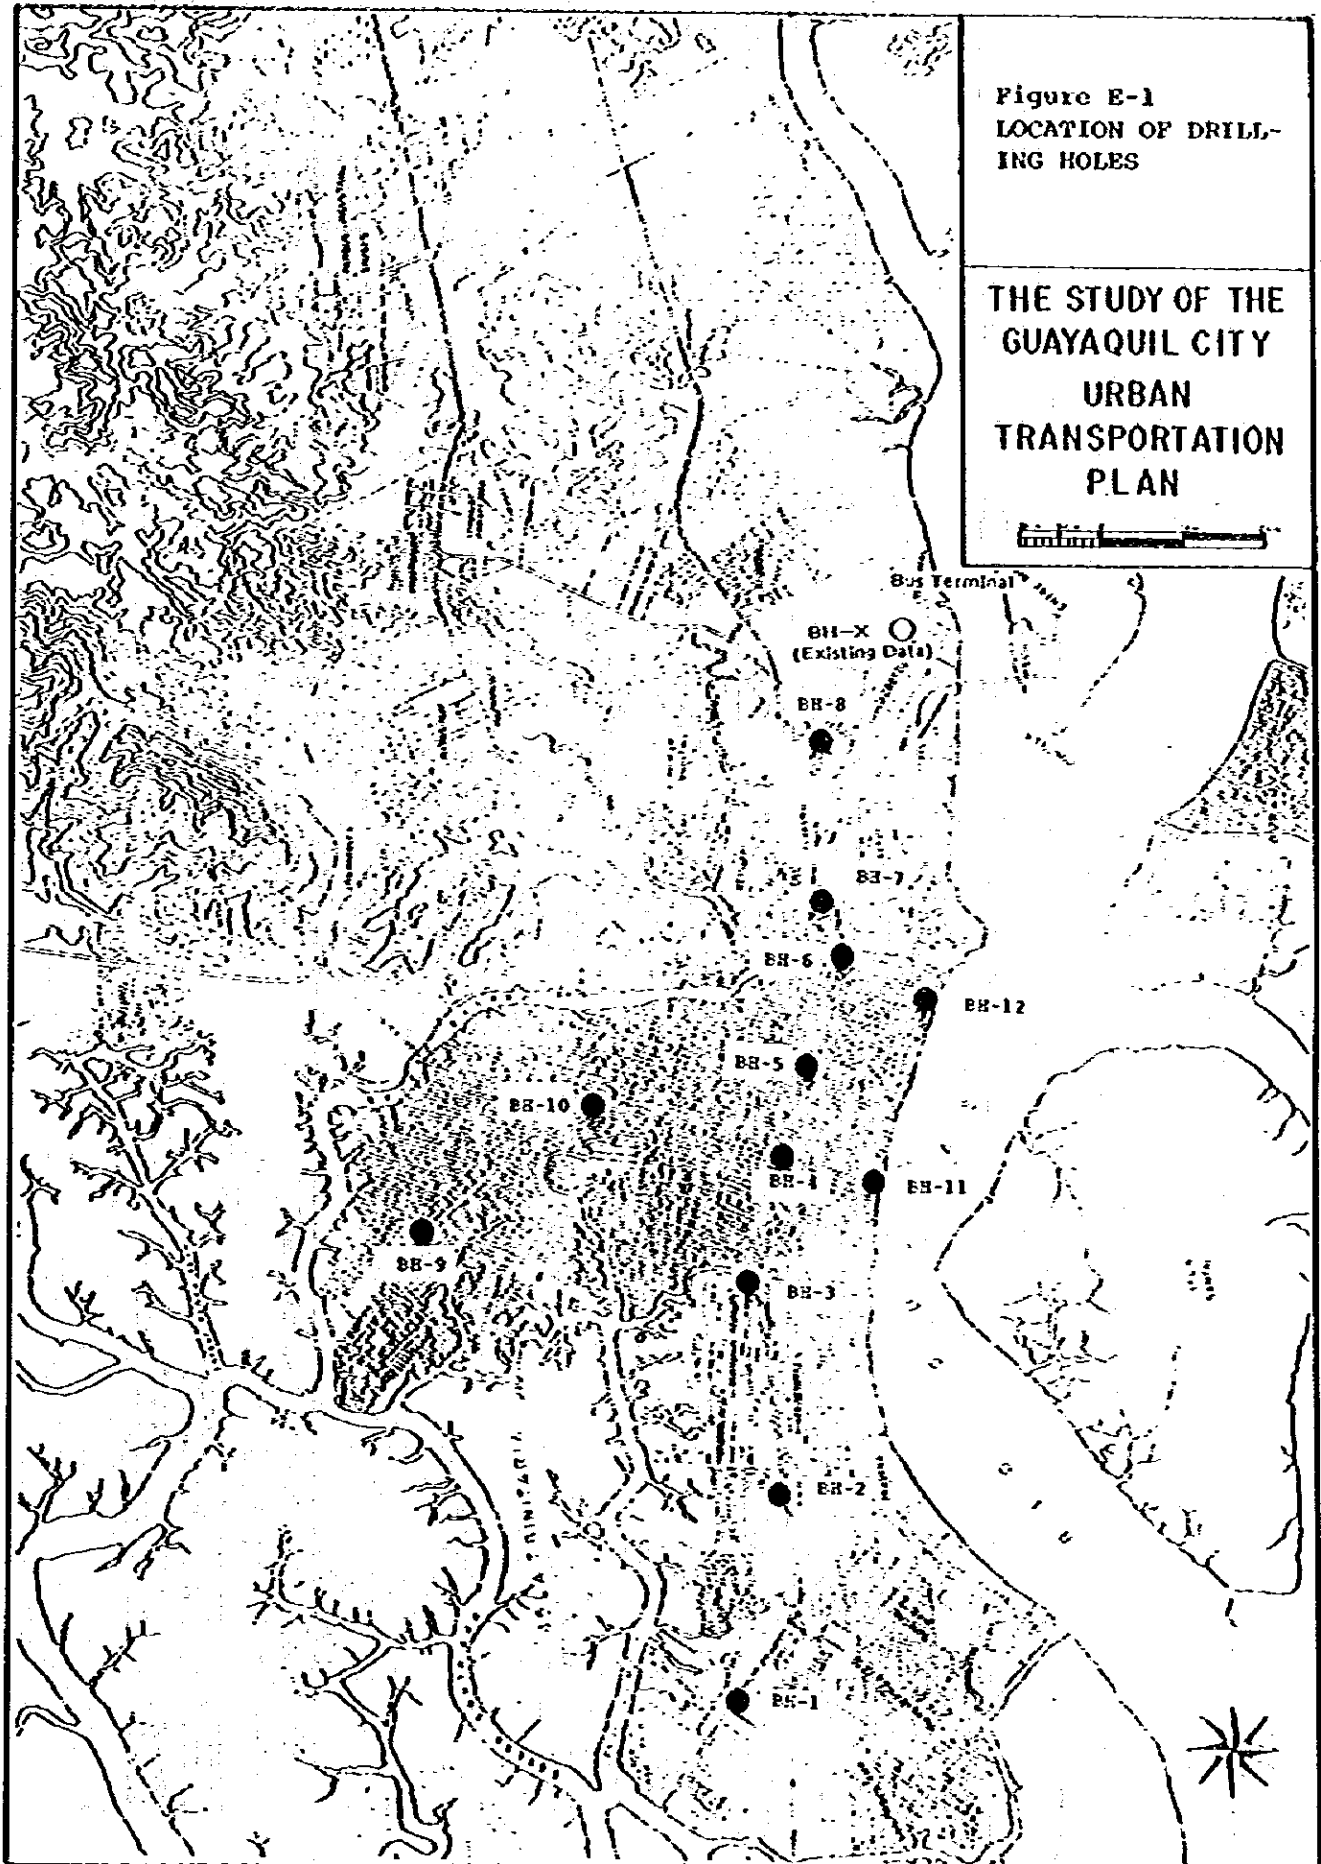 Figure E-1
LOCATION OF DRILL-
ING HOLES
THE STUDY OF THE
GUAYAQUIL CITY
URBAN
TRANSPORTATION
PLAN
Bus Terminal
BH-X
(Existing Data)
BH-8
BH-7
BH-6
BH-12
BH-5
BH-10
BH-4
BH-11
BH-9
BH-3
BH-2
BH-1